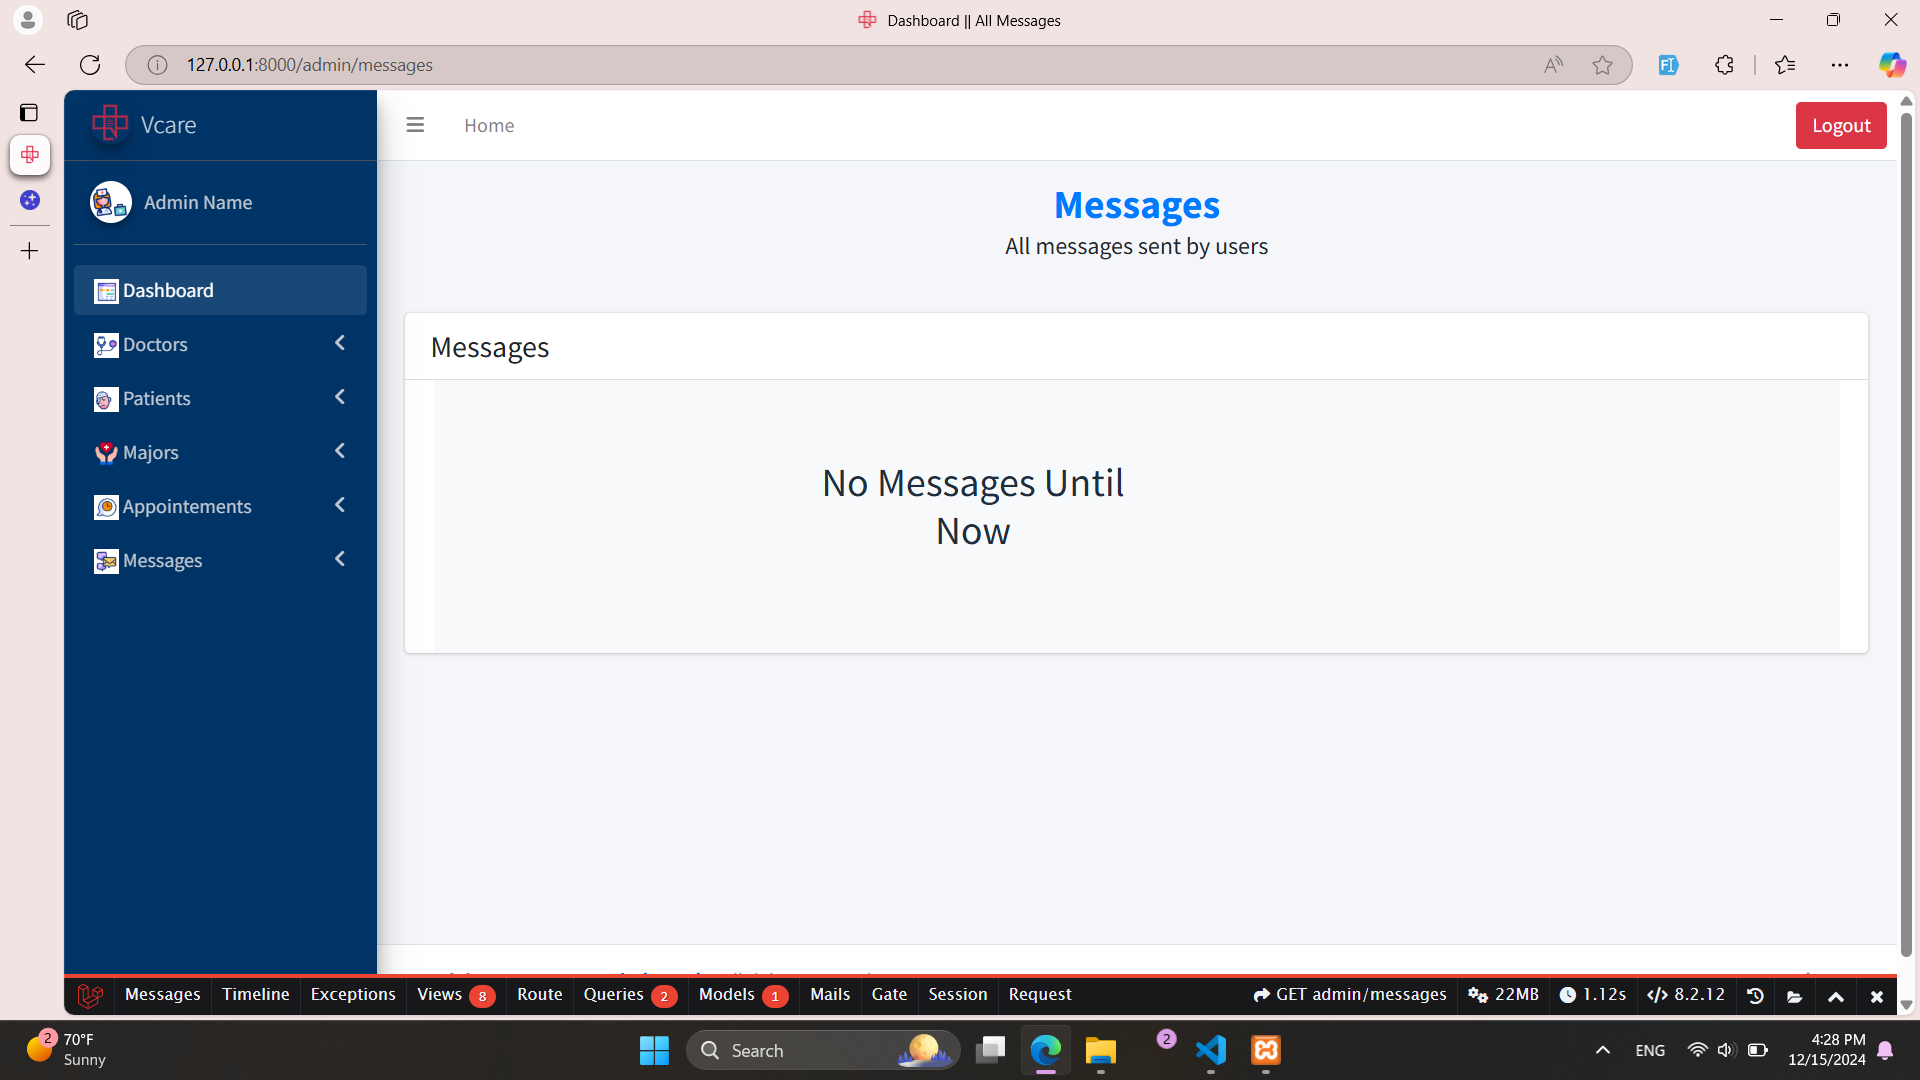 Dashboard || All Messages
127.0.0.1:8000/admin/messages
Vcare
Home
Logout
Admin Name
Dashboard
Doctors
Patients
Majors
Appointements
Messages
Messages
All messages sent by users
Messages
No Messages Until
Now
Messages Timeline Exceptions Views 8 Route Queries 2 Models 1 Mails Gate Session Request GET admin/messages 22MB 1.12s 8.2.12
2
70°F
Sunny
Search
2
ENG
4:28 PM
12/15/2024